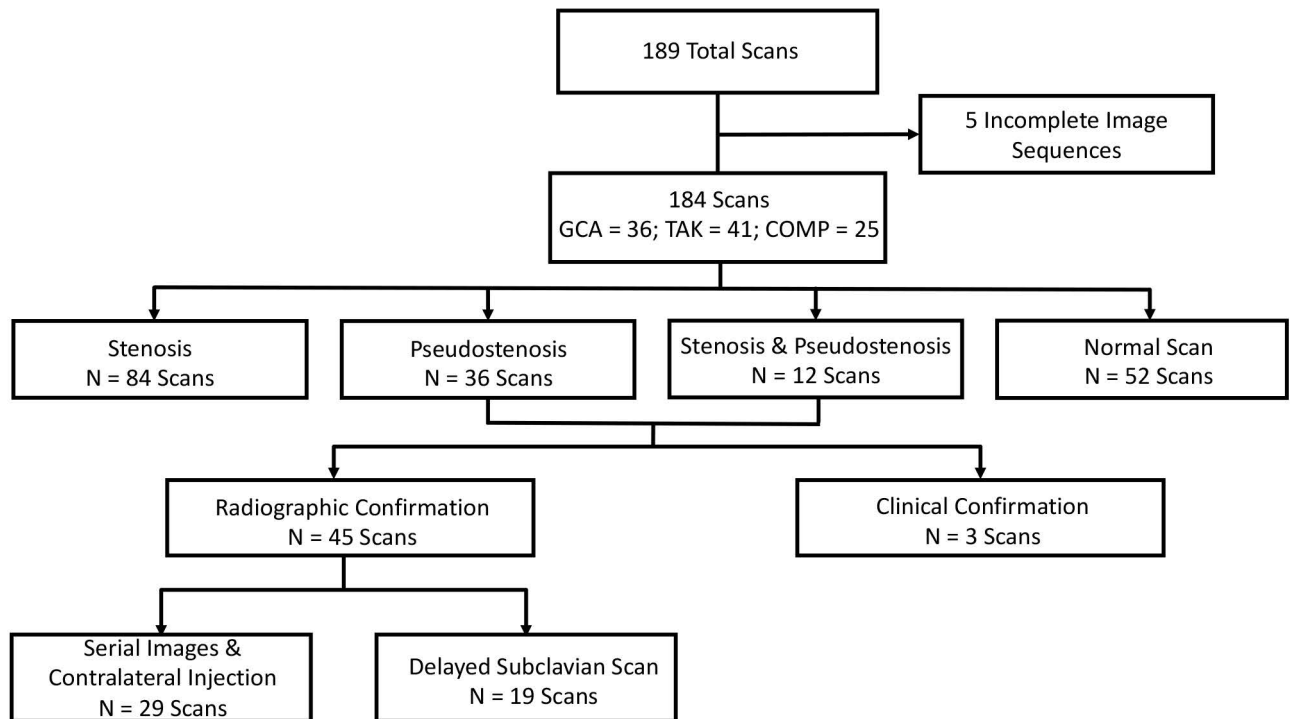 189 Total Scans
5 Incomplete Image
Sequences
184 Scans
GCA = 36; TAK = 41; COMP = 25
Stenosis
N = 84 Scans
Pseudostenosis
N = 36 Scans
Stenosis & Pseudostenosis
N = 12 Scans
Normal Scan
N = 52 Scans
Radiographic Confirmation
N = 45 Scans
Clinical Confirmation
N = 3 Scans
Serial Images &
Contralateral Injection
N = 29 Scans
Delayed Subclavian Scan
N = 19 Scans